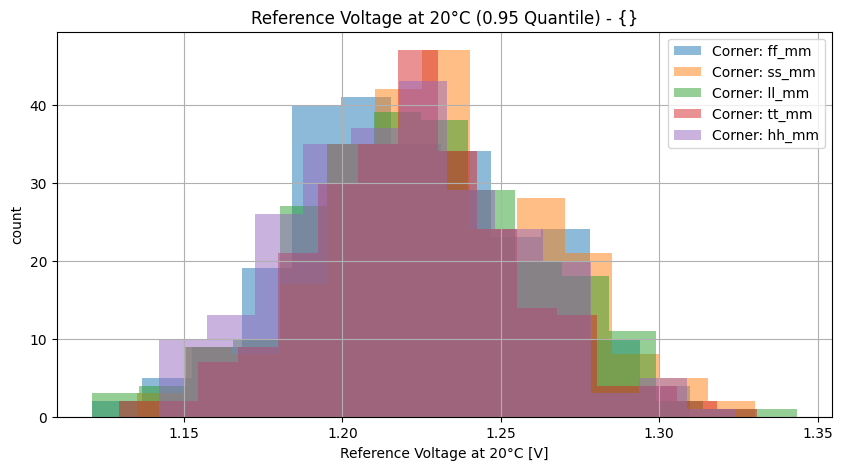 Reference Voltage at 20°C (0.95 Quantile) - {}
Corner: ff_mm
Corner: ss_mm
Corner: ll_mm
Corner: tt_mm
Corner: hh_mm
count
40
30
20
10
0
1.15 1.20 1.25 1.30 1.35
Reference Voltage at 20°C [V]